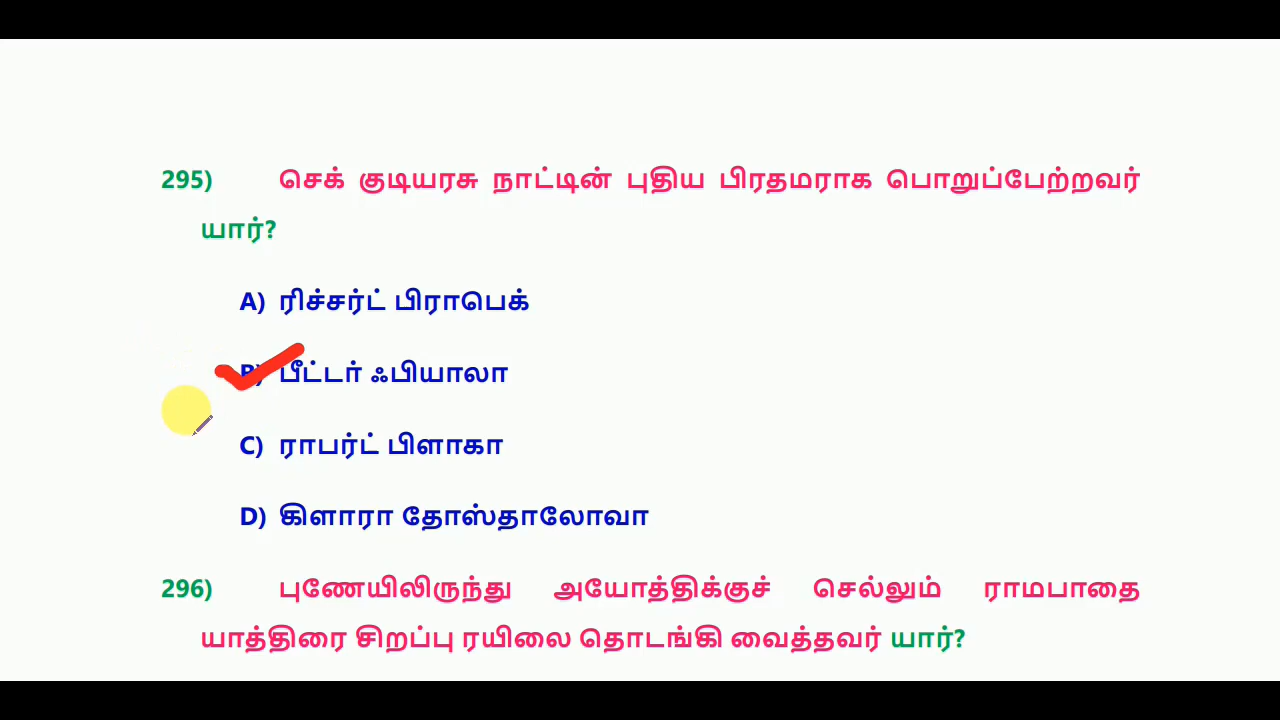 295) செக் குடியரசு நாட்டின் புதிய பிரதமராக பொறுப்பேற்றவர்
யார்?
A) ரிச்சர்ட் பிராபெக்
B) பீட்டர் ஃபியாலா
C) ராபர்ட் பிளாகா
D) கிளாரா தோஸ்தாலோவா
296) புணேயிலிருந்து அயோத்திக்குச் செல்லும் ராமபாதை
யாத்திரை சிறப்பு ரயிலை தொடங்கி வைத்தவர் யார்?